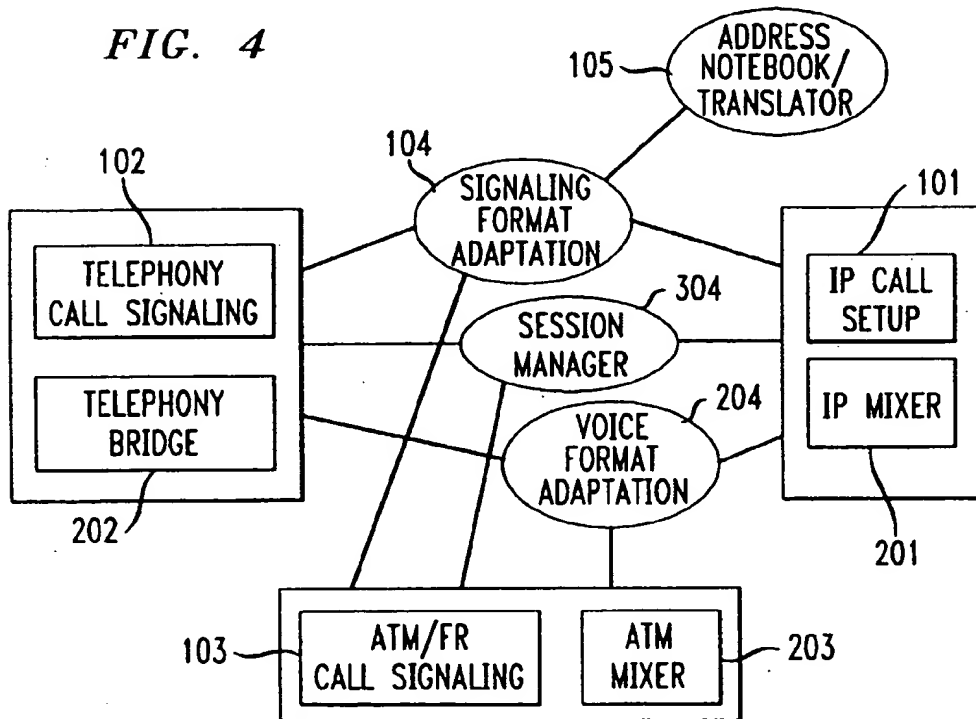 FIG. 4
105
ADDRESS
NOTEBOOK/
TRANSLATOR
104
SIGNALING
FORMAT
ADAPTATION
102
TELEPHONY
CALL SIGNALING
101
IP CALL
SETUP
304
SESSION
MANAGER
TELEPHONY
BRIDGE
202
204
VOICE
FORMAT
ADAPTATION
IP MIXER
201
103
ATM/FR
CALL SIGNALING
ATM
MIXER
203